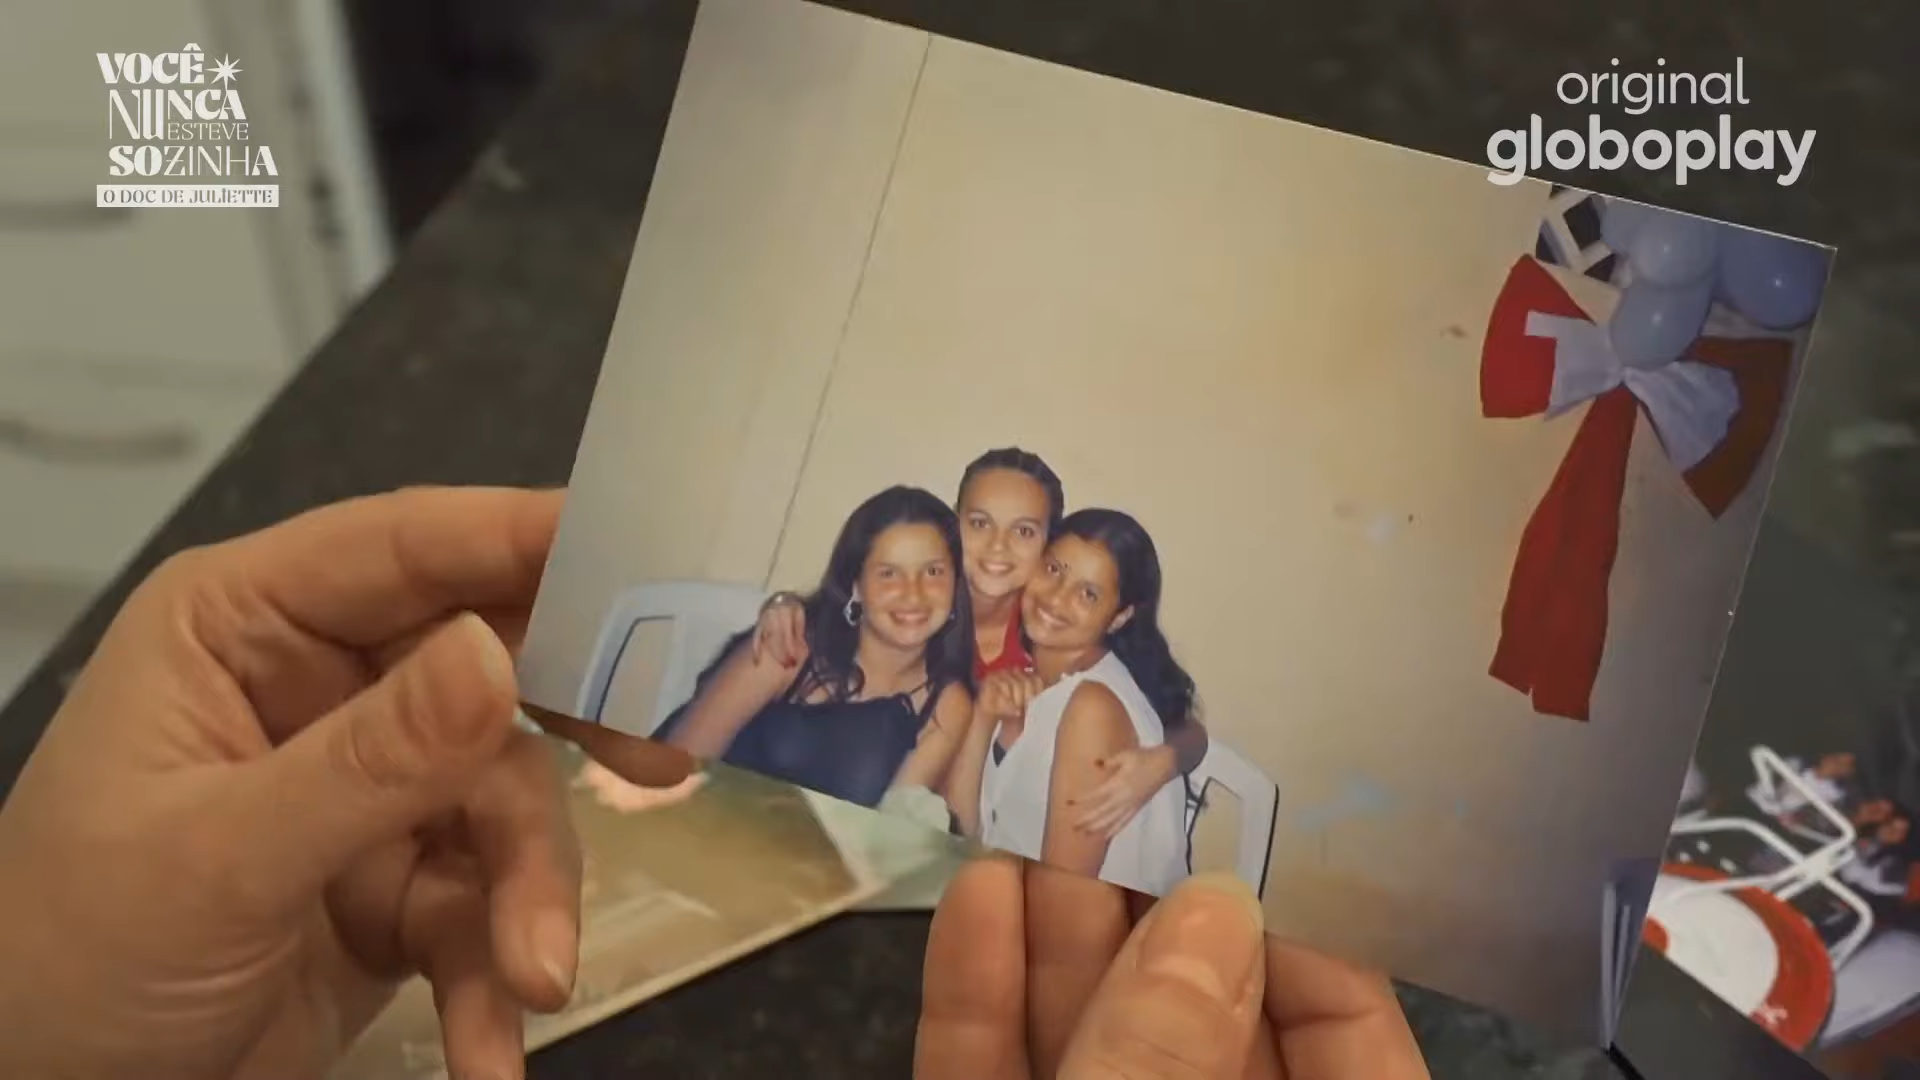 VOCÊ
NUNCA
ESTEVE
SOZINHA
O DOC DE JULIETTE
original
globoplay